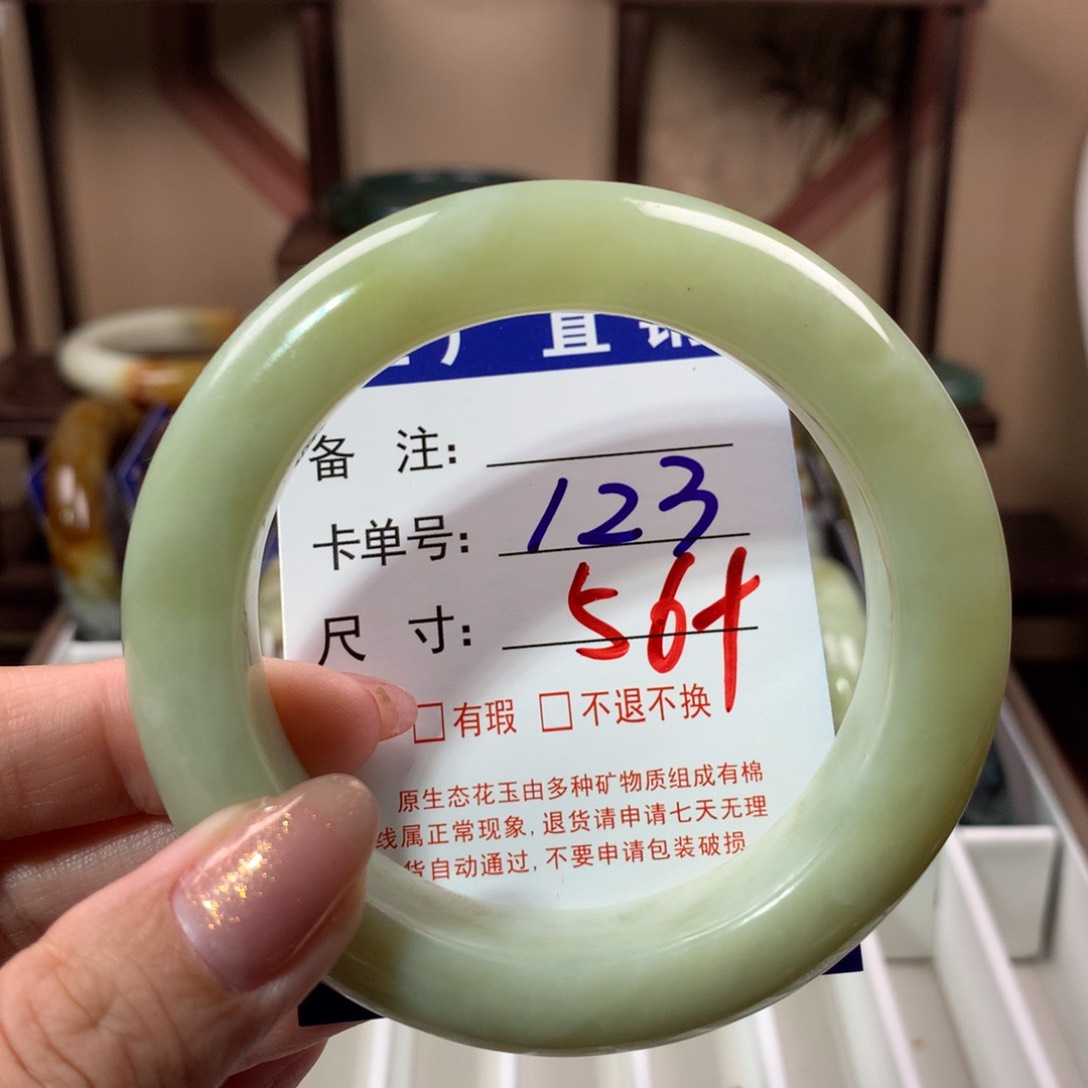 厂 直 销
备 注:
卡单号: 123
尺 寸: 564
□有瑕 □不退不换
原生态花玉由多种矿物质组成有棉
线属正常现象,退货请申请七天无理
货自动通过,不要申请包装破损